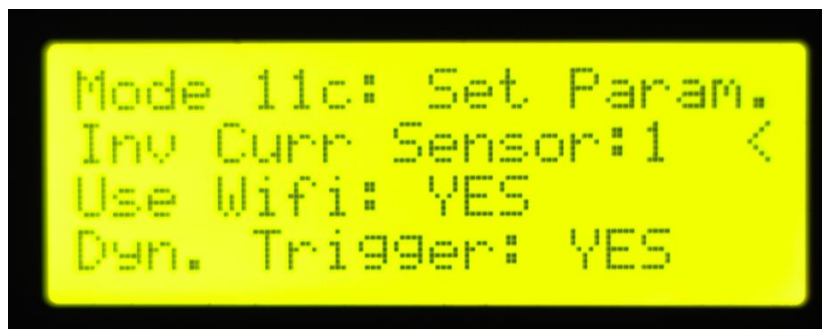 Mode 11c: Set Param.
Inv Curr Sensor:1 <
Use Wifi: YES
Dyn. Trigger: YES